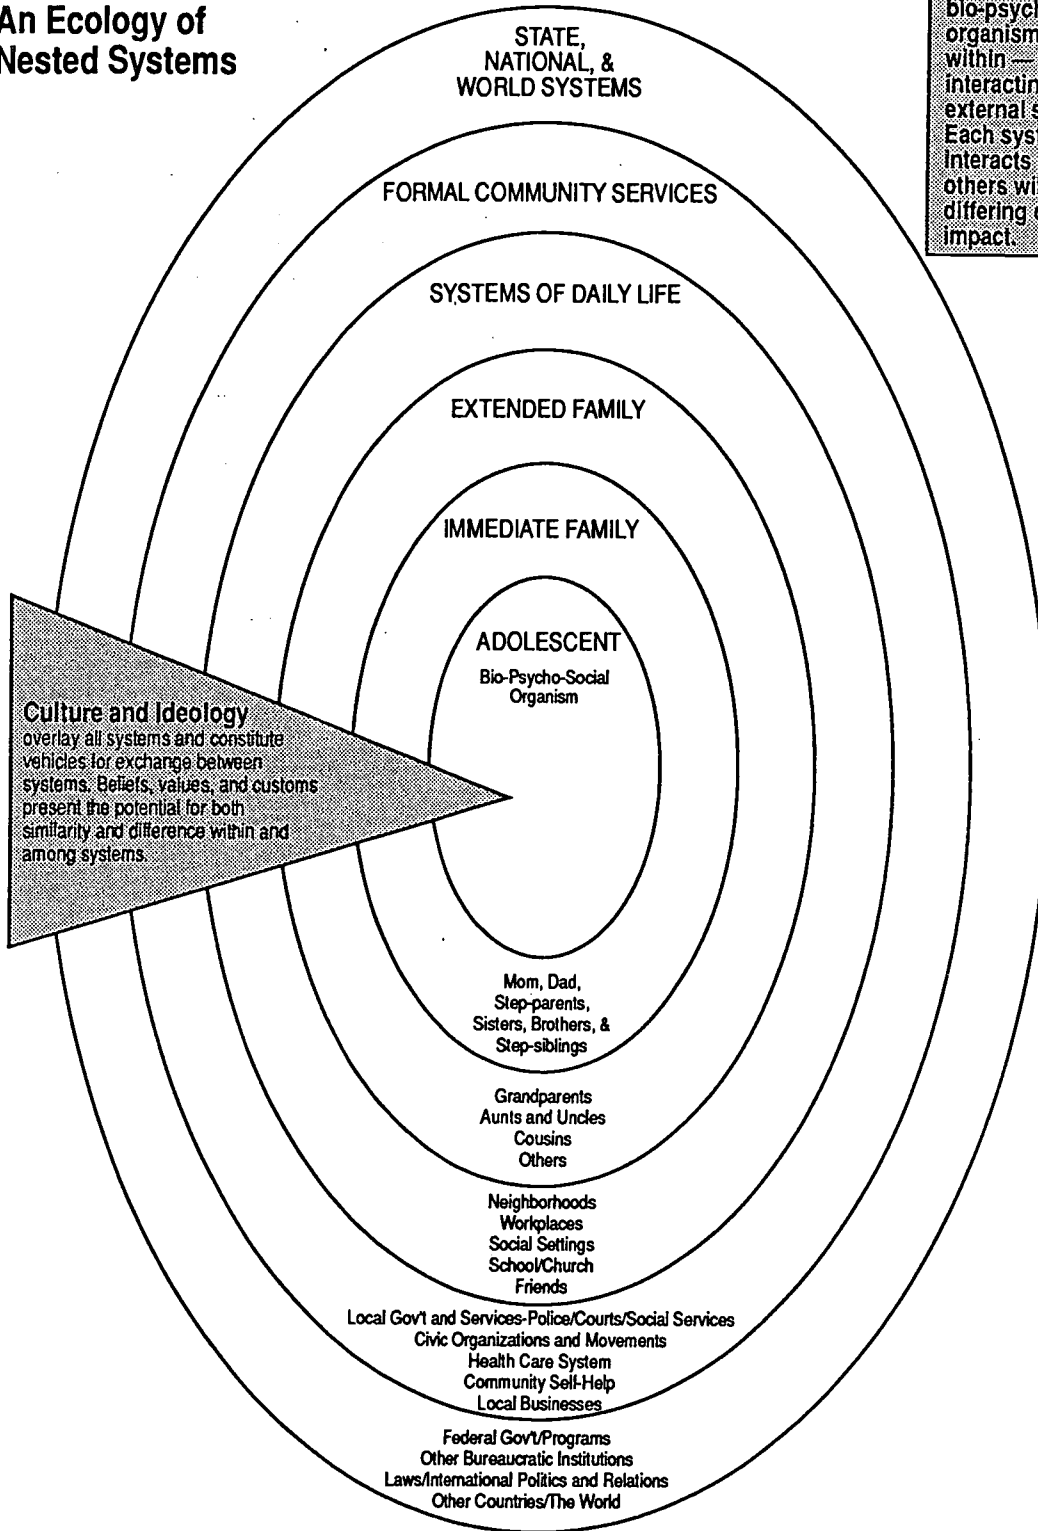 An Ecology of
Nested Systems
bio-psych
organism
within —
interactin
external s
Each syst
interacts
others wi
differing
impact.
STATE,
NATIONAL, &
WORLD SYSTEMS
FORMAL COMMUNITY SERVICES
SYSTEMS OF DAILY LIFE
EXTENDED FAMILY
IMMEDIATE FAMILY
ADOLESCENT
Bio-Psycho-Social
Organism
Culture and Ideology
overlay all systems and constitute
vehicles for exchange between
systems. Beliefs, values, and customs
present the potential for both
similarity and difference within and
among systems.
Mom, Dad,
Step-parents,
Sisters, Brothers, &
Step-siblings
Grandparents
Aunts and Uncles
Cousins
Others
Neighborhoods
Workplaces
Social Settings
School/Church
Friends
Local Gov't and Services-Police/Courts/Social Services
Civic Organizations and Movements
Health Care System
Community Self-Help
Local Businesses
Federal Gov't/Programs
Other Bureaucratic Institutions
Laws/International Politics and Relations
Other Countries/The World